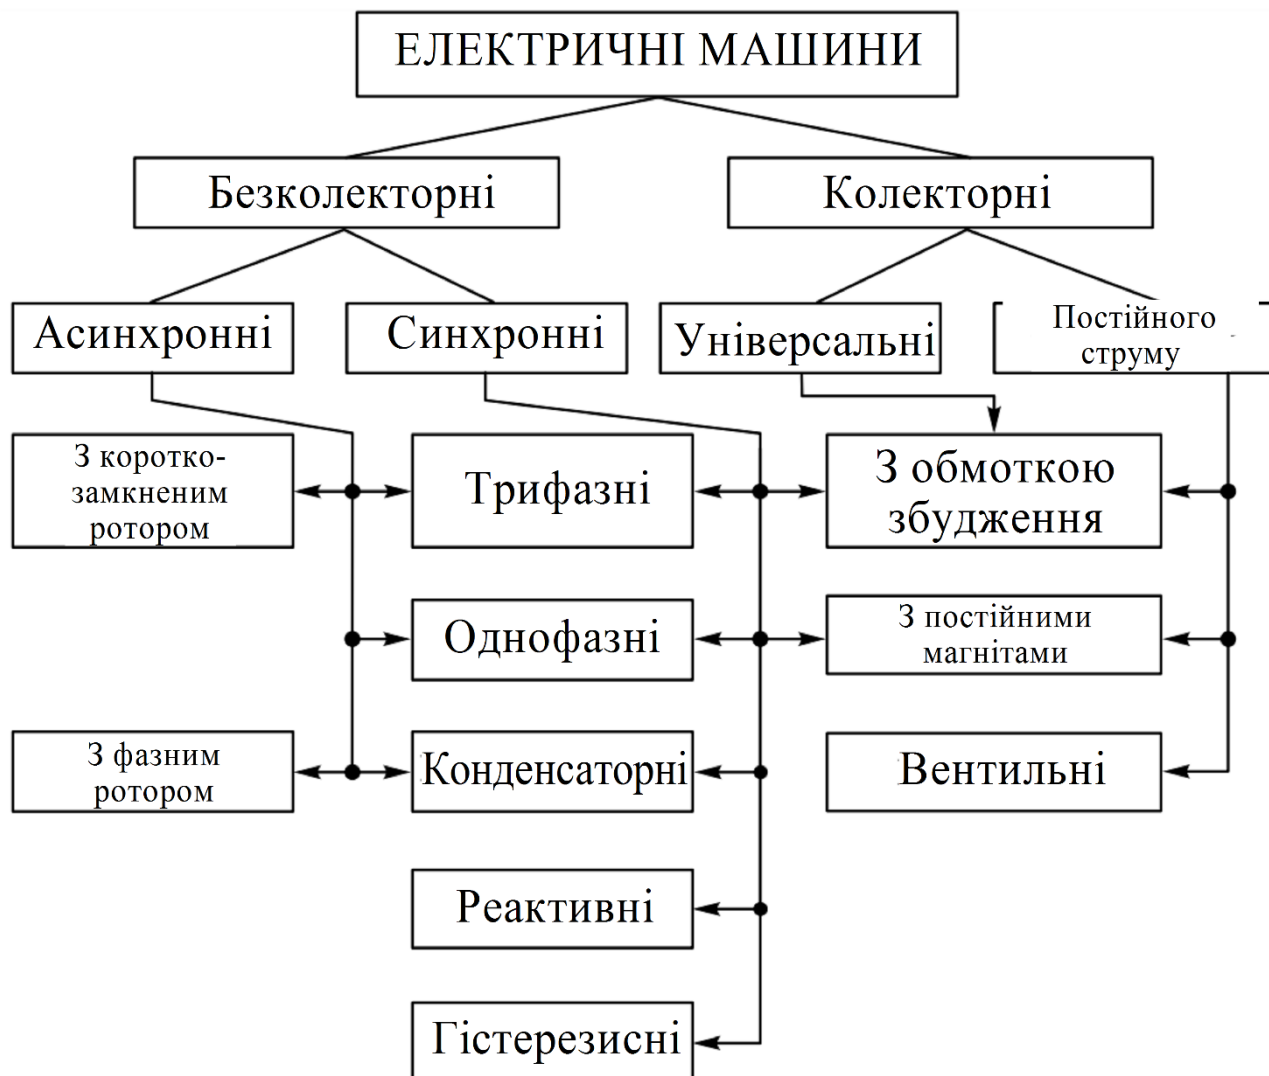 ЕЛЕКТРИЧНІ МАШИНИ
Безколекторні
Колекторні
Асинхронні
Синхронні
Універсальні
Постійного
струму
З коротко-
замкненим
ротором
Трифазні
З обмоткою
збудження
Однофазні
З постійними
магнітами
З фазним
ротором
Конденсаторні
Вентильні
Реактивні
Гістерезисні